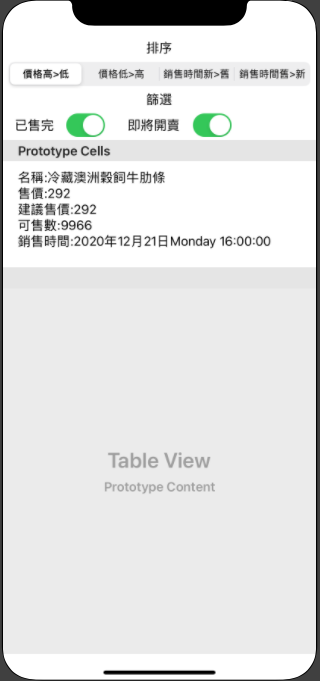 排序
價格高>低 價格低>高 銷售時間新>舊 銷售時間舊>新
篩選
已售完 即將開賣
Prototype Cells
名稱:冷藏澳洲穀飼牛肋條
售價:292
建議售價:292
可售數:9966
銷售時間:2020年12月21日Monday 16:00:00
Table View
Prototype Content